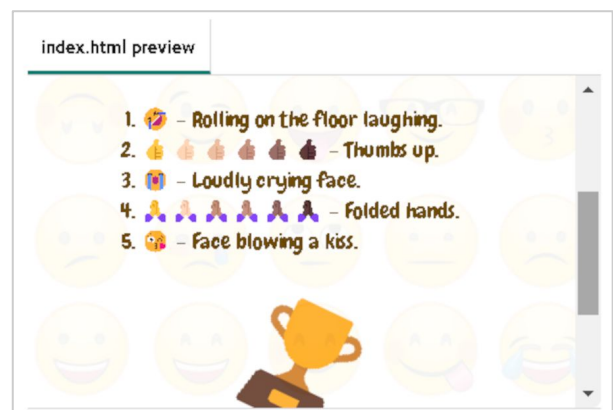 index.html preview
1. 🤣 – Rolling on the floor laughing.
2. 👍 👍🏻 👍🏼 👍🏽 👍🏾 👍🏿 – Thumbs up.
3. 😭 – Loudly crying face.
4. 🙏 🙏🏻 🙏🏼 🙏🏽 🙏🏾 🙏🏿 – Folded hands.
5. 😘 – Face blowing a kiss.